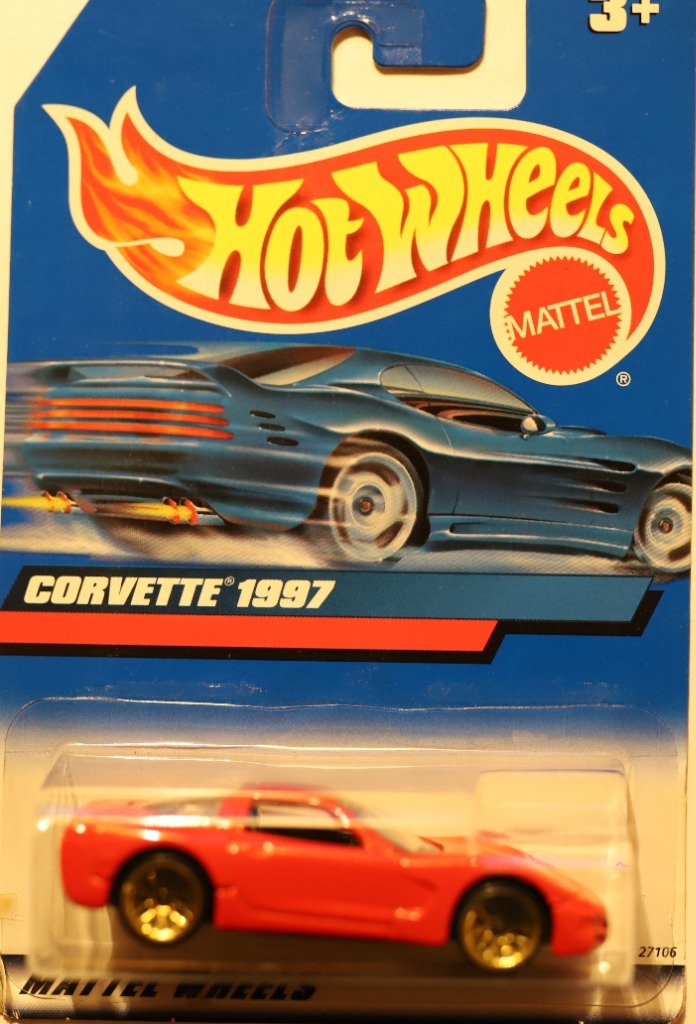 3+
HOT WHEELS
MATTEL
®
CORVETTE® 1997
27106
MATTEL WHEELS